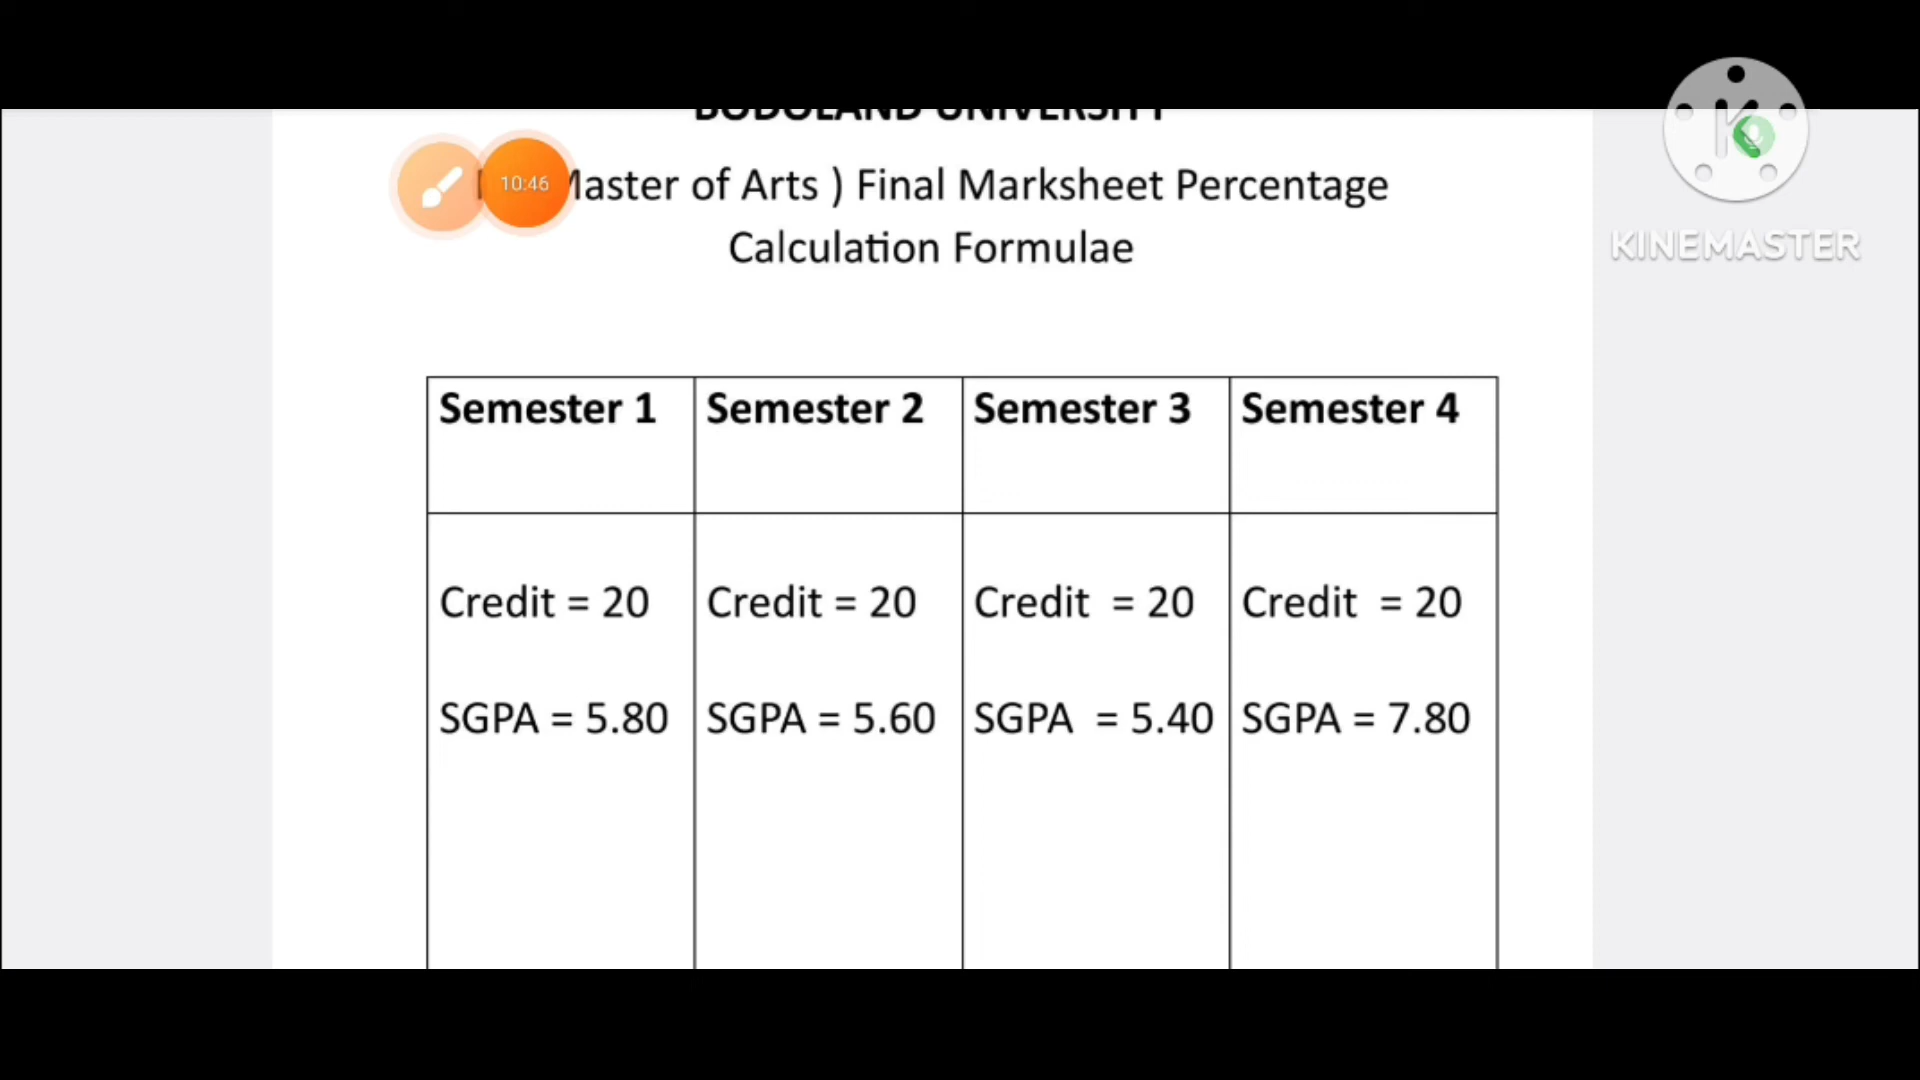 BODOLAND UNIVERSITY
10:46
Master of Arts ) Final Marksheet Percentage
Calculation Formulae
KINEMASTER
Semester 1 Semester 2 Semester 3 Semester 4
Credit = 20 Credit = 20 Credit = 20 Credit = 20
SGPA = 5.80 SGPA = 5.60 SGPA = 5.40 SGPA = 7.80